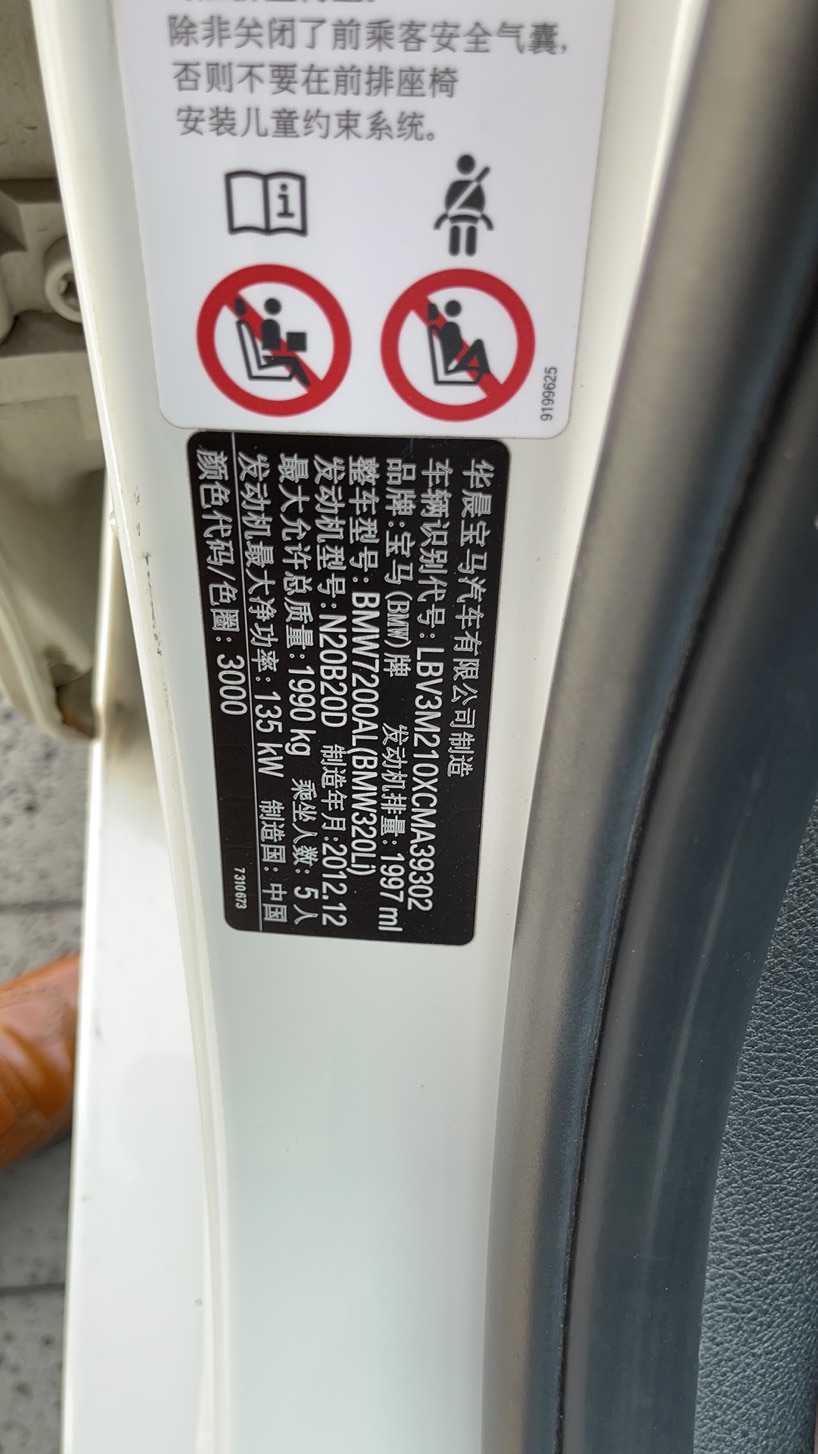 除非关闭了前乘客安全气囊，
否则不要在前排座椅
安装儿童约束系统。
9199625
华晨宝马汽车有限公司制造
车辆识别代号: LBV3M210XCMA39302
品牌: 宝马(BMW)牌 发动机排量: 1997 ml
整车型号: BMW7200AL(BMW320Li)
发动机型号: N20B20D 制造年月: 2012.12
最大允许总质量: 1990 kg 乘坐人数: 5 人
发动机最大净功率: 135 kW 制造国: 中国
颜色代码/色圈: 3000
7 310 673